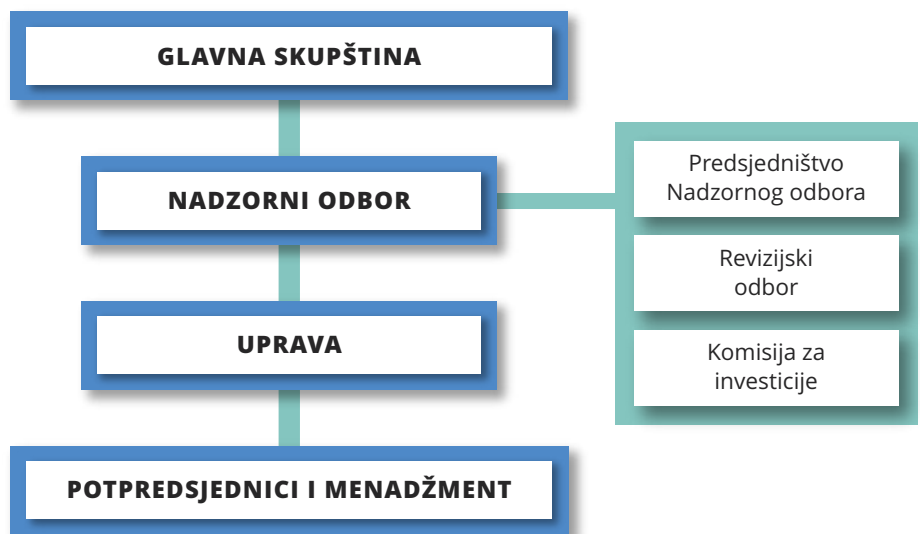 GLAVNA SKUPŠTINA
NADZORNI ODBOR
Predsjedništvo
Nadzornog odbora
Revizijski
odbor
Komisija za
investicije
UPRAVA
POTPREDSJEDNICI I MENADŽMENT